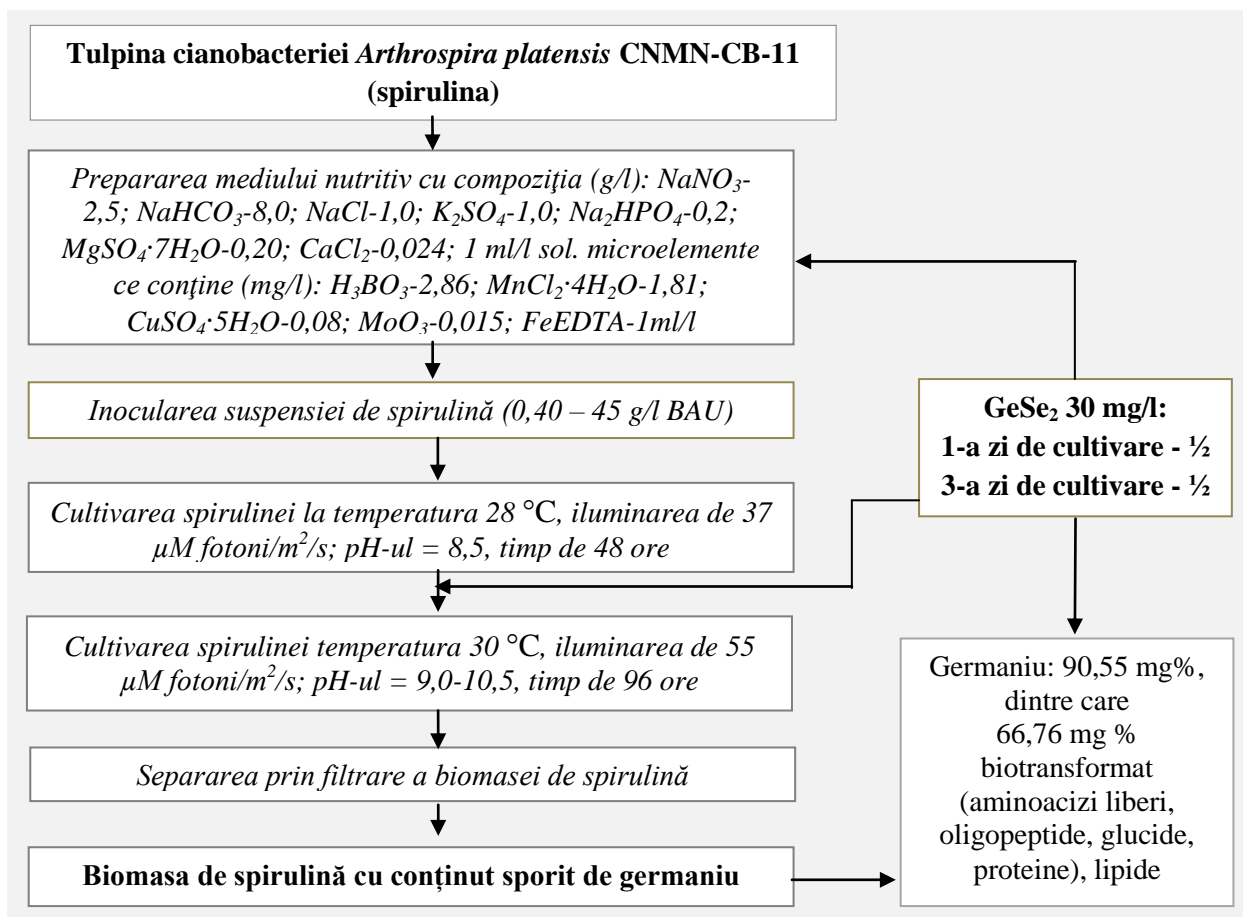 Tulpina cianobacteriei Arthrospira platensis CNMN-CB-11
(spirulina)
Prepararea mediului nutritiv cu compoziţia (g/l): NaNO₃-
2,5; NaHCO₃-8,0; NaCl-1,0; K₂SO₄-1,0; Na₂HPO₄-0,2;
MgSO₄·7H₂O-0,20; CaCl₂-0,024; 1 ml/l sol. microelemente
ce conţine (mg/l): H₃BO₃-2,86; MnCl₂·4H₂O-1,81;
CuSO₄·5H₂O-0,08; MoO₃-0,015; FeEDTA-1ml/l
Inocularea suspensiei de spirulină (0,40 – 45 g/l BAU)
Cultivarea spirulinei la temperatura 28 °C, iluminarea de 37
µM fotoni/m²/s; pH-ul = 8,5, timp de 48 ore
Cultivarea spirulinei temperatura 30 °C, iluminarea de 55
µM fotoni/m²/s; pH-ul = 9,0-10,5, timp de 96 ore
Separarea prin filtrare a biomasei de spirulină
Biomasa de spirulină cu conținut sporit de germaniu
GeSe₂ 30 mg/l:
1-a zi de cultivare - ½
3-a zi de cultivare - ½
Germaniu: 90,55 mg%,
dintre care
66,76 mg %
biotransformat
(aminoacizi liberi,
oligopeptide, glucide,
proteine), lipide